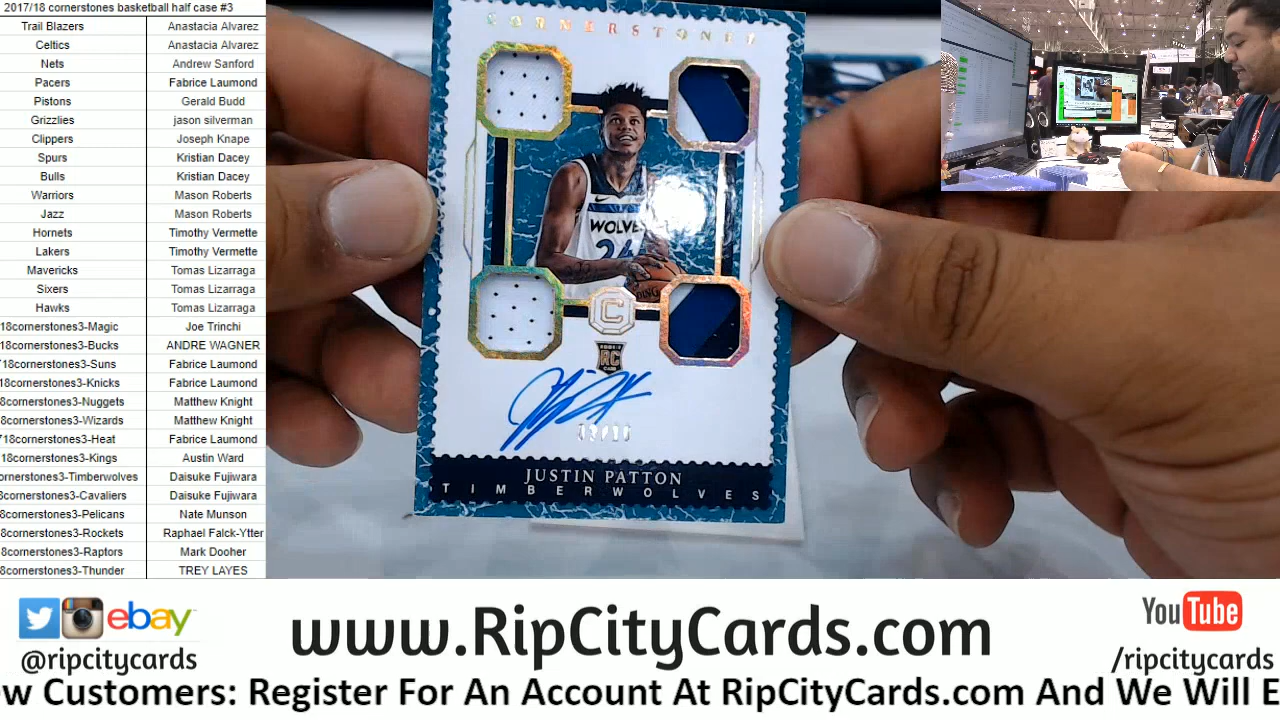 2017/18 cornerstones basketball half case #3
Trail Blazers Anastacia Alvarez
Celtics Anastacia Alvarez
Nets Andrew Sanford
Pacers Fabrice Laumond
Pistons Gerald Budd
Grizzlies jason silverman
Clippers Joseph Knape
Spurs Kristian Dacey
Bulls Kristian Dacey
Warriors Mason Roberts
Jazz Mason Roberts
Hornets Timothy Vermette
Lakers Timothy Vermette
Mavericks Tomas Lizarraga
Sixers Tomas Lizarraga
Hawks Tomas Lizarraga
18cornerstones3-Magic Joe Trinchi
18cornerstones3-Bucks ANDRE WAGNER
18cornerstones3-Suns Fabrice Laumond
18cornerstones3-Knicks Fabrice Laumond
18cornerstones3-Nuggets Matthew Knight
18cornerstones3-Wizards Matthew Knight
718cornerstones3-Heat Fabrice Laumond
18cornerstones3-Kings Austin Ward
ornerstones3-Timberwolves Daisuke Fujiwara
8cornerstones3-Cavaliers Daisuke Fujiwara
8cornerstones3-Pelicans Nate Munson
8cornerstones3-Rockets Raphael Falck-Ytter
8cornerstones3-Raptors Mark Dooher
8cornerstones3-Thunder TREY LAYES
CORNERSTONES
WOLVES
24
C
RC
JUSTIN PATTON
TIMBERWOLVES
ebay
@ripcitycards
www.RipCityCards.com
YouTube
/ripcitycards
w Customers: Register For An Account At RipCityCards.com And We Will E